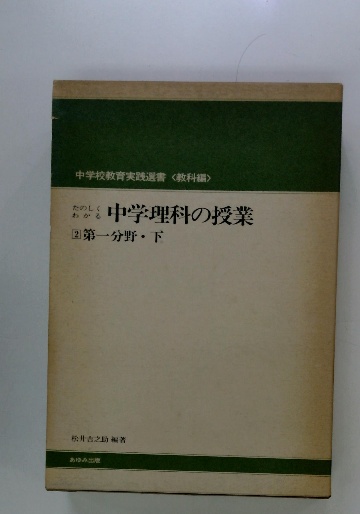 中学校教育実践選書〈教科編〉
たのしく
わかる
中学理科の授業
2 第一分野・下
松井吉之助 編著
あゆみ出版